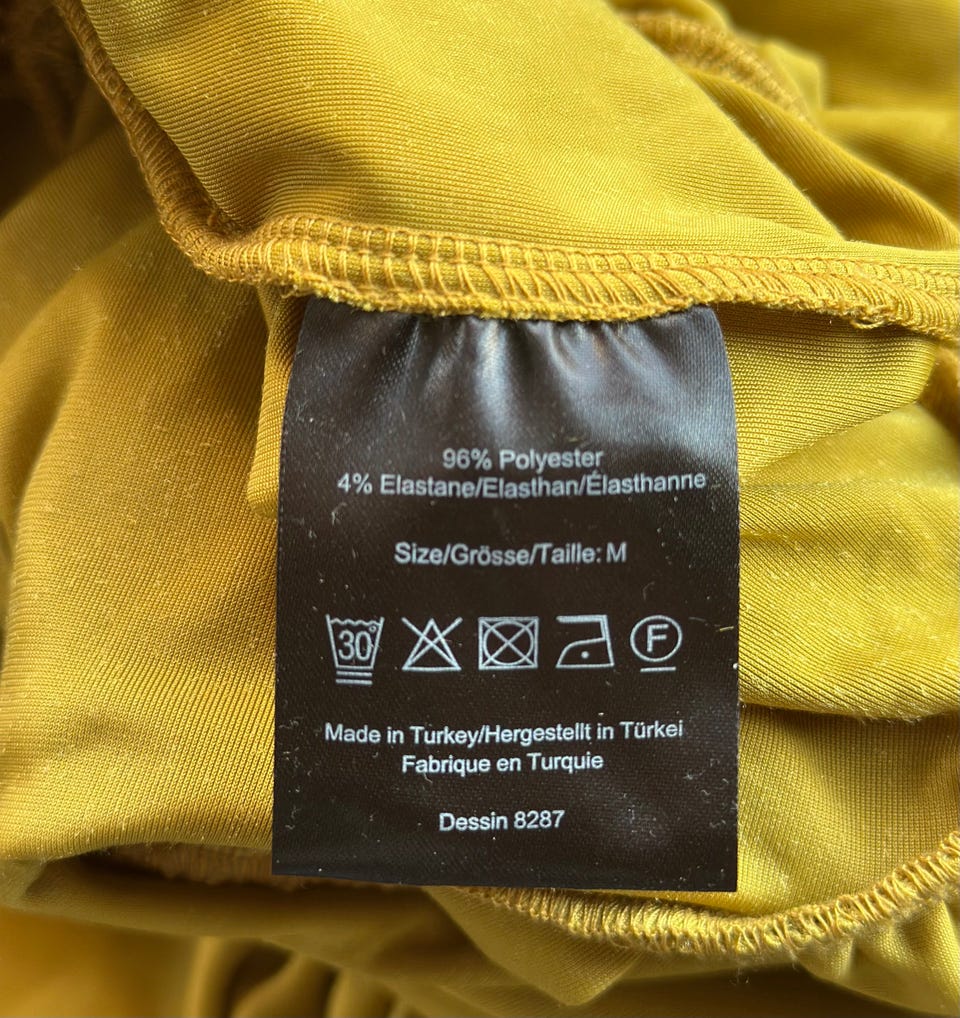 96% Polyester
4% Elastane/Elasthan/Élasthanne
Size/Grösse/Taille: M
30 F
Made in Turkey/Hergestellt in Türkei
Fabrique en Turquie
Dessin 8287